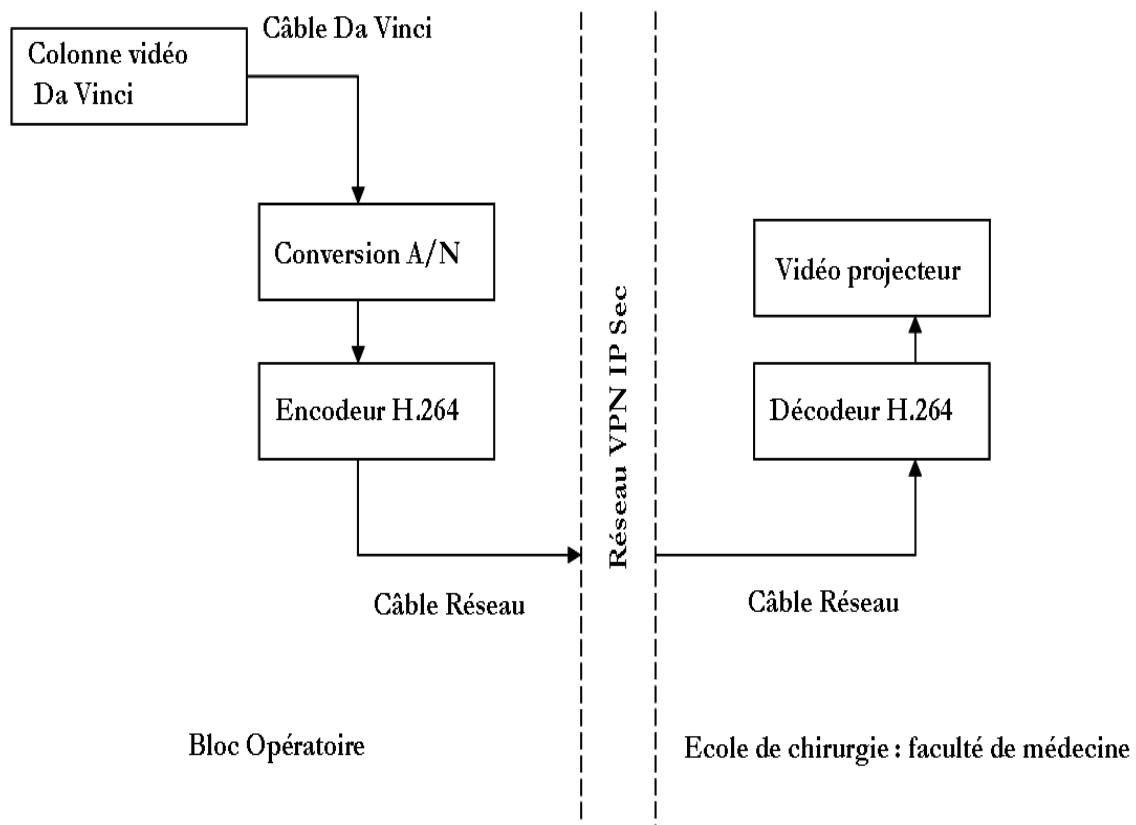 Câble Da Vinci
Colonne vidéo
Da Vinci
Conversion A/N
Encodeur H.264
Câble Réseau
Bloc Opératoire
Réseau VPN IP Sec
Vidéo projecteur
Décodeur H.264
Câble Réseau
Ecole de chirurgie : faculté de médecine